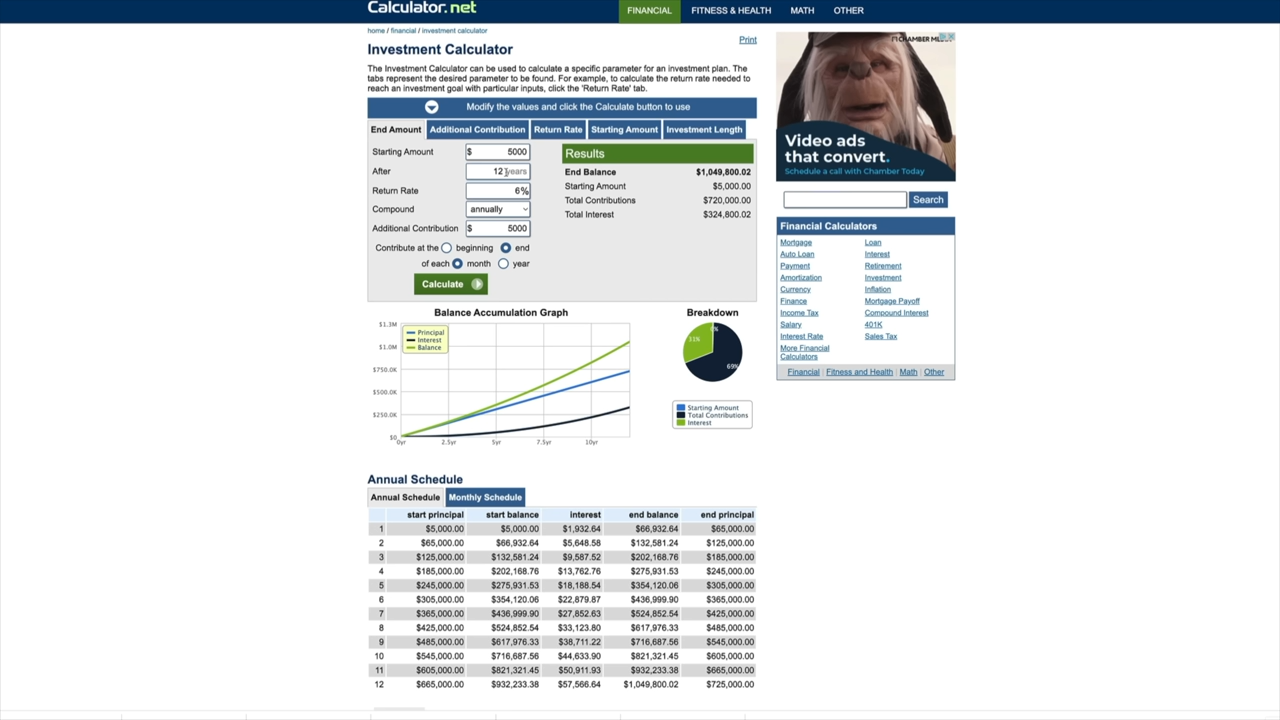 Calculator.net
FINANCIAL FITNESS & HEALTH MATH OTHER
home / financial / investment calculator
Print
Investment Calculator
The Investment Calculator can be used to calculate a specific parameter for an investment plan. The
tabs represent the desired parameter to be found. For example, to calculate the return rate needed to
reach an investment goal with particular inputs, click the 'Return Rate' tab.
Modify the values and click the Calculate button to use
End Amount Additional Contribution Return Rate Starting Amount Investment Length
Starting Amount $ 5000
After 12 years
Return Rate 6%
Compound annually
Additional Contribution $ 5000
Contribute at the beginning end
of each month year
Calculate
Results
End Balance $1,049,800.02
Starting Amount $5,000.00
Total Contributions $720,000.00
Total Interest $324,800.02
Balance Accumulation Graph
$1.3M
$1.0M
$750.0K
$500.0K
$250.0K
$0
0yr 2.5yr 5yr 7.5yr 10yr
Principal
Interest
Balance
Breakdown
31%
69%
Starting Amount
Total Contributions
Interest
Annual Schedule
Annual Schedule Monthly Schedule
start principal start balance interest end balance end principal
1 $5,000.00 $5,000.00 $1,932.64 $66,932.64 $65,000.00
2 $65,000.00 $66,932.64 $5,648.58 $132,581.24 $125,000.00
3 $125,000.00 $132,581.24 $9,587.52 $202,168.76 $185,000.00
4 $185,000.00 $202,168.76 $13,762.76 $275,931.53 $245,000.00
5 $245,000.00 $275,931.53 $18,188.54 $354,120.06 $305,000.00
6 $305,000.00 $354,120.06 $22,879.87 $436,999.90 $365,000.00
7 $365,000.00 $436,999.90 $27,852.63 $524,852.54 $425,000.00
8 $425,000.00 $524,852.54 $33,123.80 $617,976.33 $485,000.00
9 $485,000.00 $617,976.33 $38,711.22 $716,687.56 $545,000.00
10 $545,000.00 $716,687.56 $44,633.90 $821,321.45 $605,000.00
11 $605,000.00 $821,321.45 $50,911.93 $932,233.38 $665,000.00
12 $665,000.00 $932,233.38 $57,566.64 $1,049,800.02 $725,000.00
CHAMBER
Video ads
that convert.
Schedule a call with Chamber Today
Search
Financial Calculators
Mortgage Loan
Auto Loan Interest
Payment Retirement
Amortization Investment
Currency Inflation
Finance Mortgage Payoff
Income Tax Compound Interest
Salary 401K
Interest Rate Sales Tax
More Financial
Calculators
Financial | Fitness and Health | Math | Other